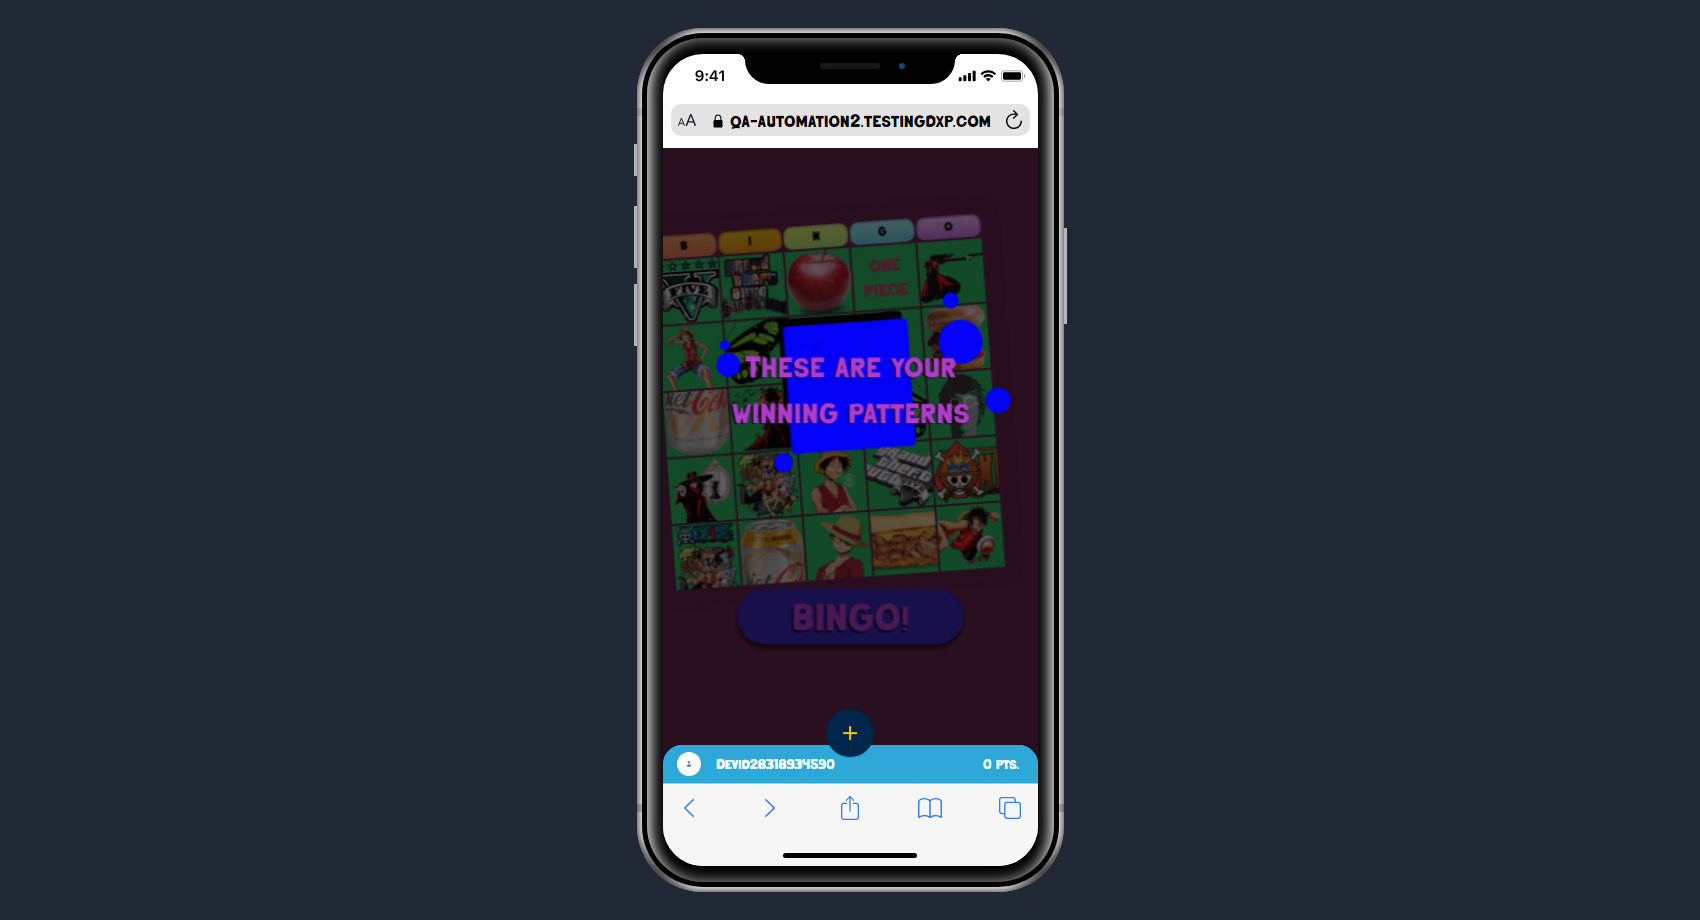 9:41
AA QA-AUTOMATION2.TESTINGDXP.COM
B I N G O
FIVE
ONE
PIECE
THESE ARE YOUR
WINNING PATTERNS
BINGO!
+
DEVID28318934590 0 PTS.